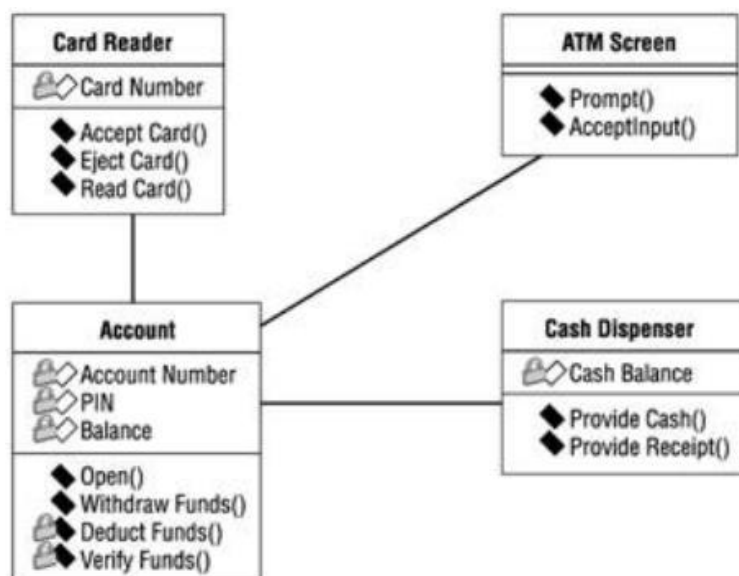 Card Reader
Card Number
Accept Card()
Eject Card()
Read Card()
ATM Screen
Prompt()
AcceptInput()
Account
Account Number
PIN
Balance
Open()
Withdraw Funds()
Deduct Funds()
Verify Funds()
Cash Dispenser
Cash Balance
Provide Cash()
Provide Receipt()